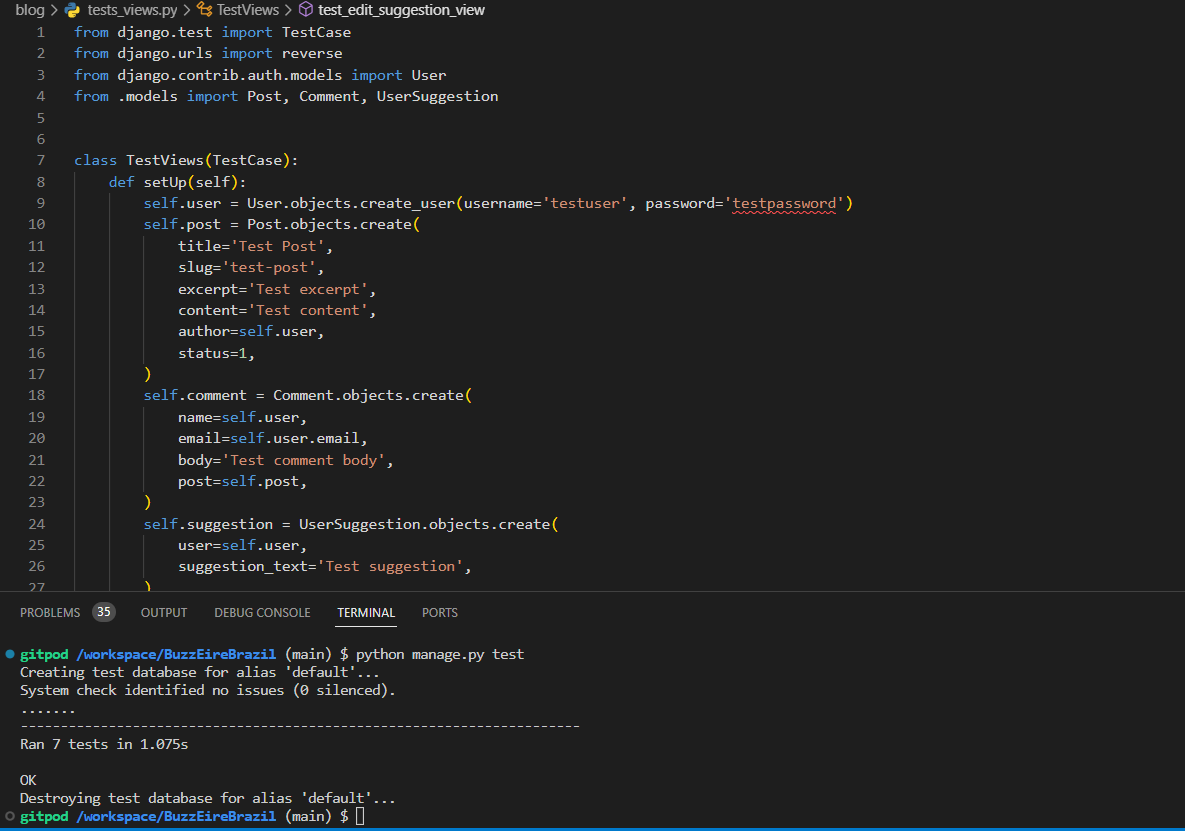 blog > tests_views.py > TestViews > test_edit_suggestion_view
1 from django.test import TestCase
2 from django.urls import reverse
3 from django.contrib.auth.models import User
4 from .models import Post, Comment, UserSuggestion
5
6
7 class TestViews(TestCase):
8     def setUp(self):
9         self.user = User.objects.create_user(username='testuser', password='testpassword')
10         self.post = Post.objects.create(
11             title='Test Post',
12             slug='test-post',
13             excerpt='Test excerpt',
14             content='Test content',
15             author=self.user,
16             status=1,
17         )
18         self.comment = Comment.objects.create(
19             name=self.user,
20             email=self.user.email,
21             body='Test comment body',
22             post=self.post,
23         )
24         self.suggestion = UserSuggestion.objects.create(
25             user=self.user,
26             suggestion_text='Test suggestion',
27         )
PROBLEMS 35 OUTPUT DEBUG CONSOLE TERMINAL PORTS
gitpod /workspace/BuzzEireBrazil (main) $ python manage.py test
Creating test database for alias 'default'...
System check identified no issues (0 silenced).
.......
----------------------------------------------------------------------
Ran 7 tests in 1.075s
OK
Destroying test database for alias 'default'...
gitpod /workspace/BuzzEireBrazil (main) $